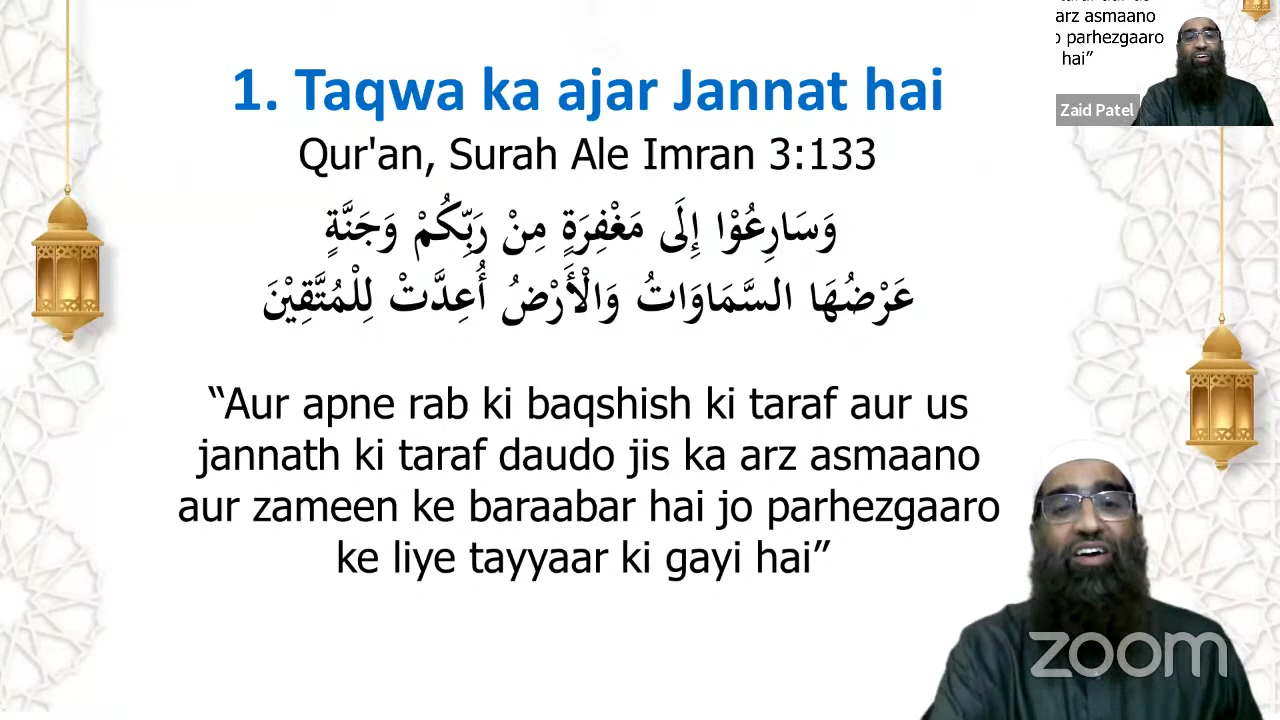 1. Taqwa ka ajar Jannat hai
Qur'an, Surah Ale Imran 3:133
وَسَارِعُوْا إِلَى مَغْفِرَةٍ مِنْ رَبِّكُمْ وَجَنَّةٍ
عَرْضُهَا السَّمَاوَاتُ وَالْأَرْضُ أُعِدَّتْ لِلْمُتَّقِيْنَ
“Aur apne rab ki baqshish ki taraf aur us
jannath ki taraf daudo jis ka arz asmaano
aur zameen ke baraabar hai jo parhezgaaro
ke liye tayyaar ki gayi hai”
arz asmaano
parhezgaaro
hai”
Zaid Patel
zoom